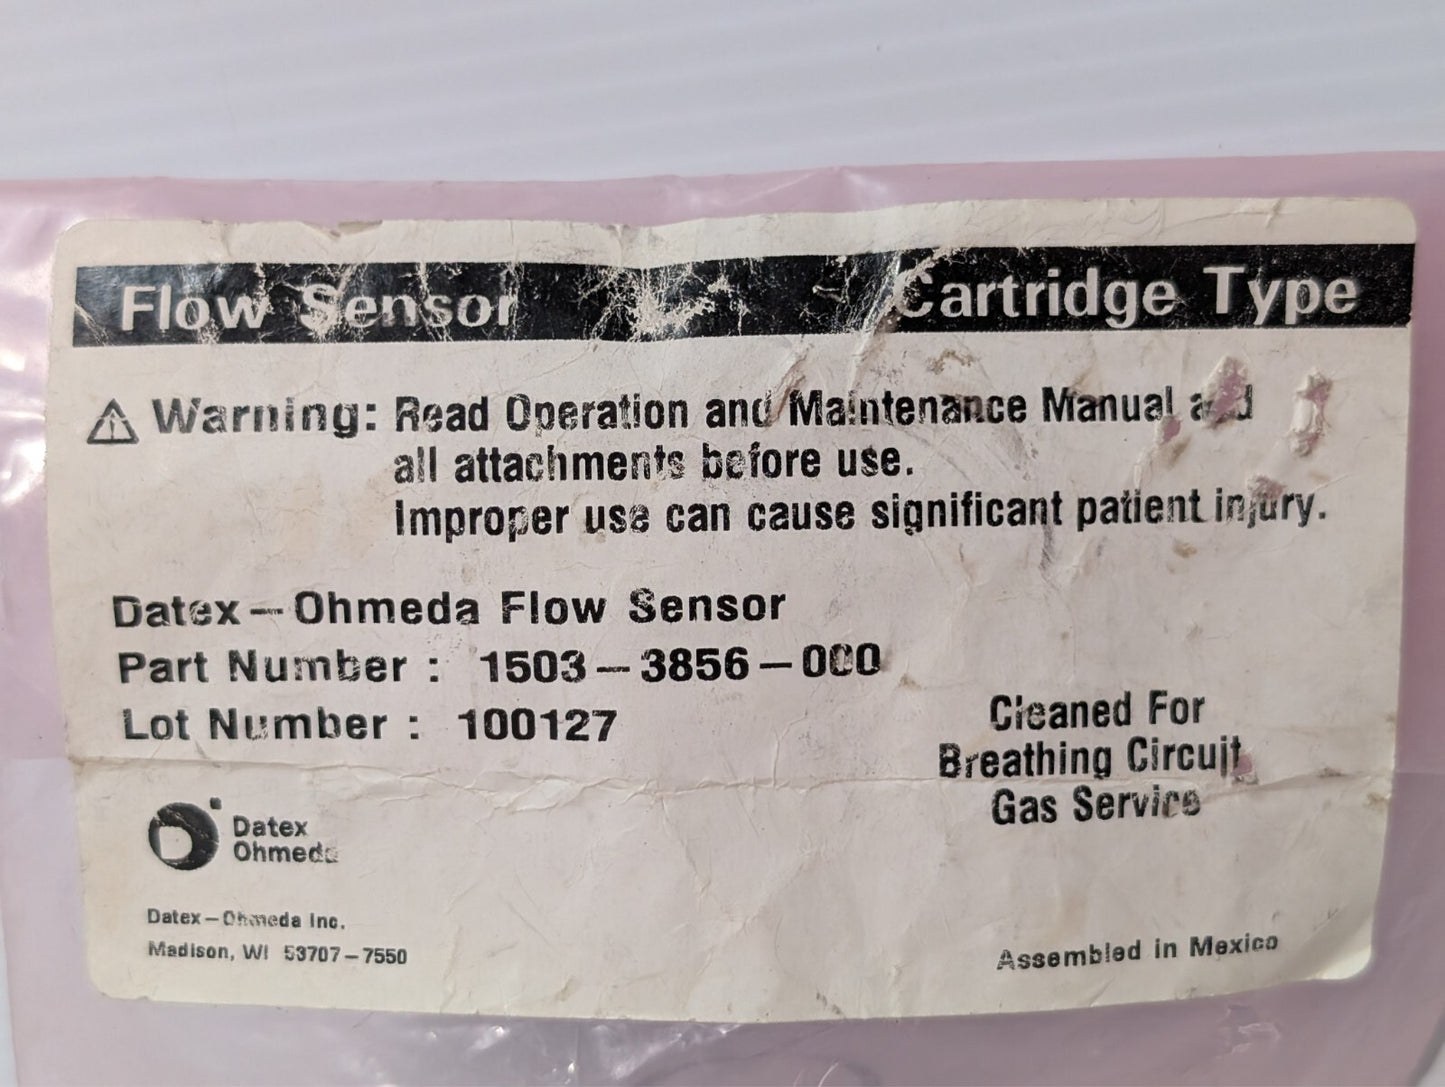 Flow Sensor Cartridge Type
Warning: Read Operation and Maintenance Manual and
all attachments before use.
Improper use can cause significant patient injury.
Datex-Ohmeda Flow Sensor
Part Number: 1503-3856-000
Lot Number: 100127
Cleaned For
Breathing Circuit
Gas Service
Datex
Ohmeda
Datex-Ohmeda Inc.
Madison, WI 53707-7550
Assembled in Mexico